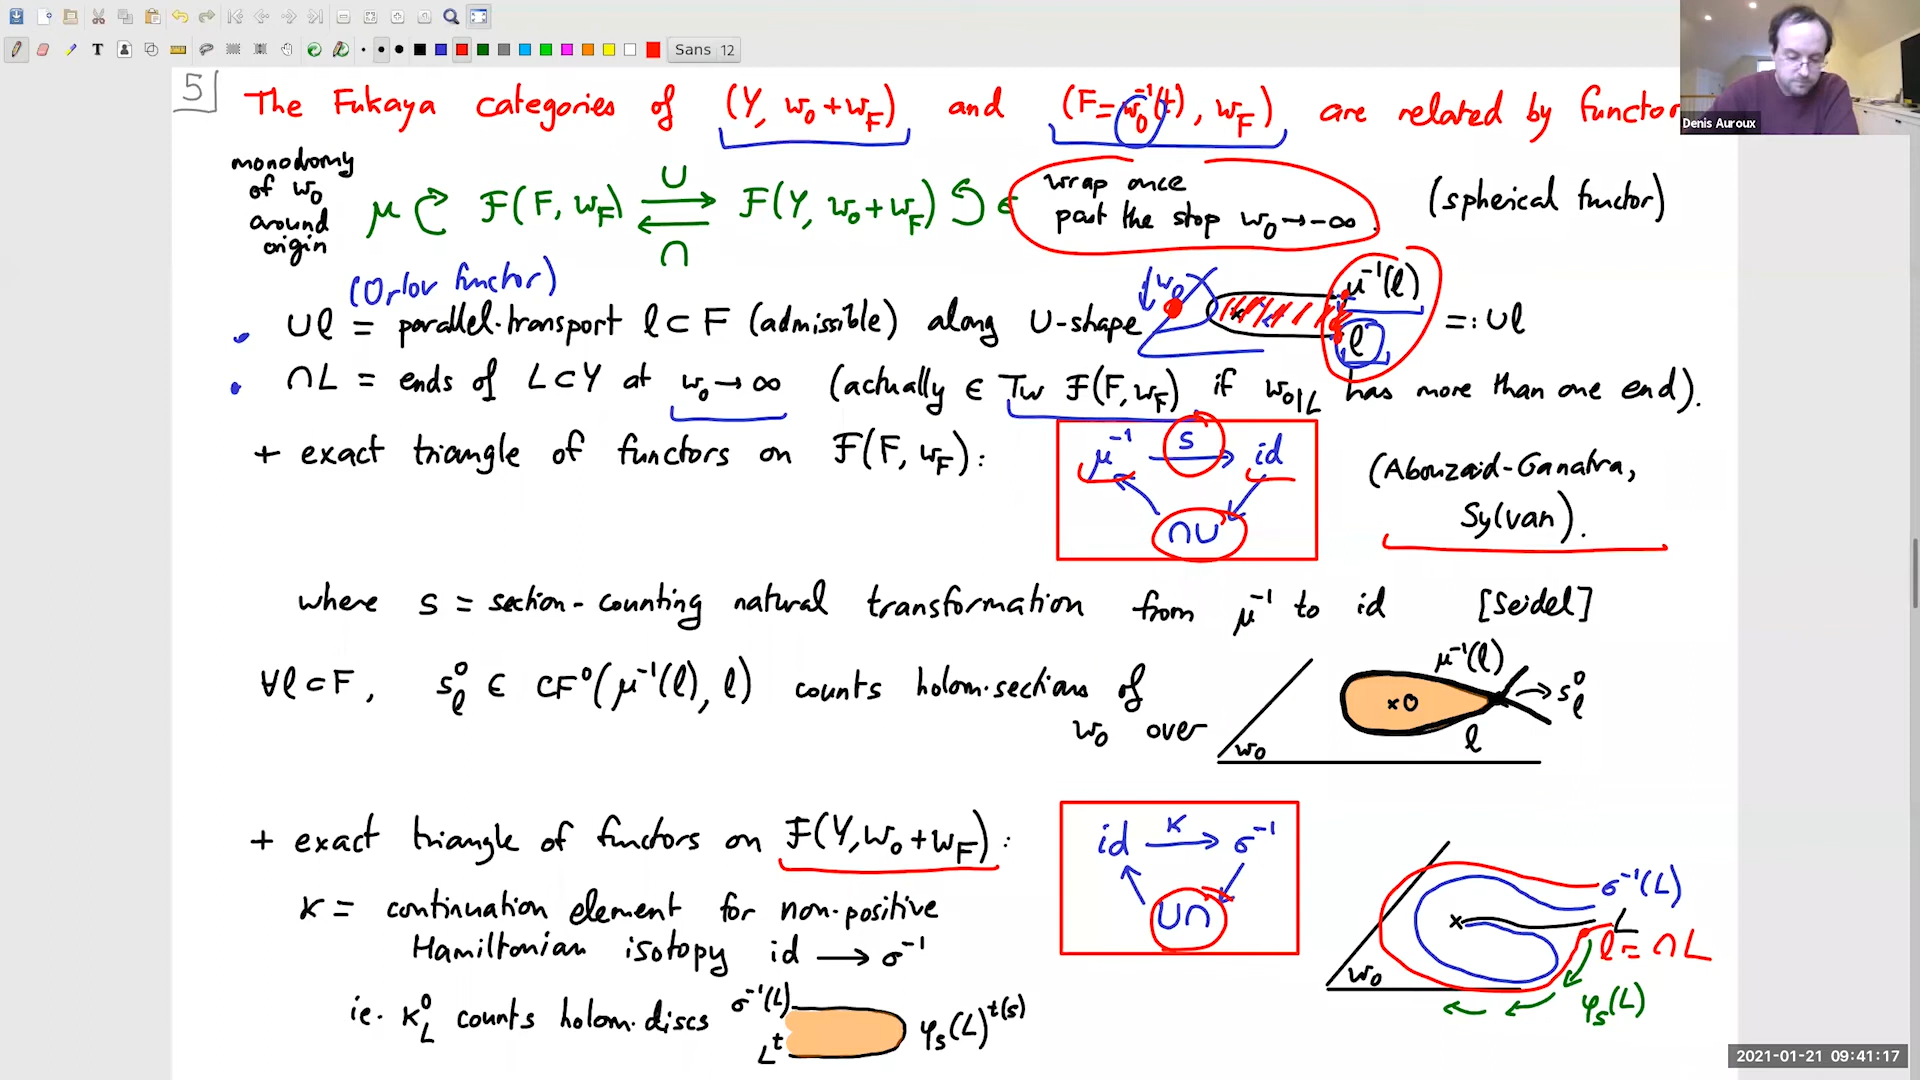 Sans 12
Denis Auroux
5
The Fukaya categories of (Y, w₀+w_F) and (F=w₀⁻¹(t), w_F) are related by functor
monodromy of w₀ around origin
μ F(F, w_F) ∪ → ← ∩ F(Y, w₀+w_F)
wrap once past the stop w₀→-∞.
(spherical functor)
(Orlov functor)
• ∪ℓ = parallel-transport ℓ⊂F (admissible) along U-shape w₀ μ⁻¹(ℓ) ℓ =: ∪ℓ
• ∩L = ends of L⊂Y at w₀→∞ (actually ∈ Tw F(F,w_F) if w₀|L has more than one end).
+ exact triangle of functors on F(F, w_F): μ⁻¹ s → id ∩∪
(Abouzaid-Ganatra, Sylvan).
where s = section-counting natural transformation from μ⁻¹ to id [Seidel]
∀ℓ⊂F, s⁰_ℓ ∈ CF⁰(μ⁻¹(ℓ), ℓ) counts holom. sections of w₀ over
w₀ ×0 μ⁻¹(ℓ) ℓ → s⁰_ℓ
+ exact triangle of functors on F(Y, w₀+w_F): id κ → σ⁻¹ ∪∩
κ = continuation element for non-positive
Hamiltonian isotopy id → σ⁻¹
ie. κ⁰_L counts holom. discs σ⁻¹(L) L^t φ_s(L)^t(s)
w₀ × σ⁻¹(L) L ℓ = ∩L φ_s(L)
2021-01-21 09:41:17